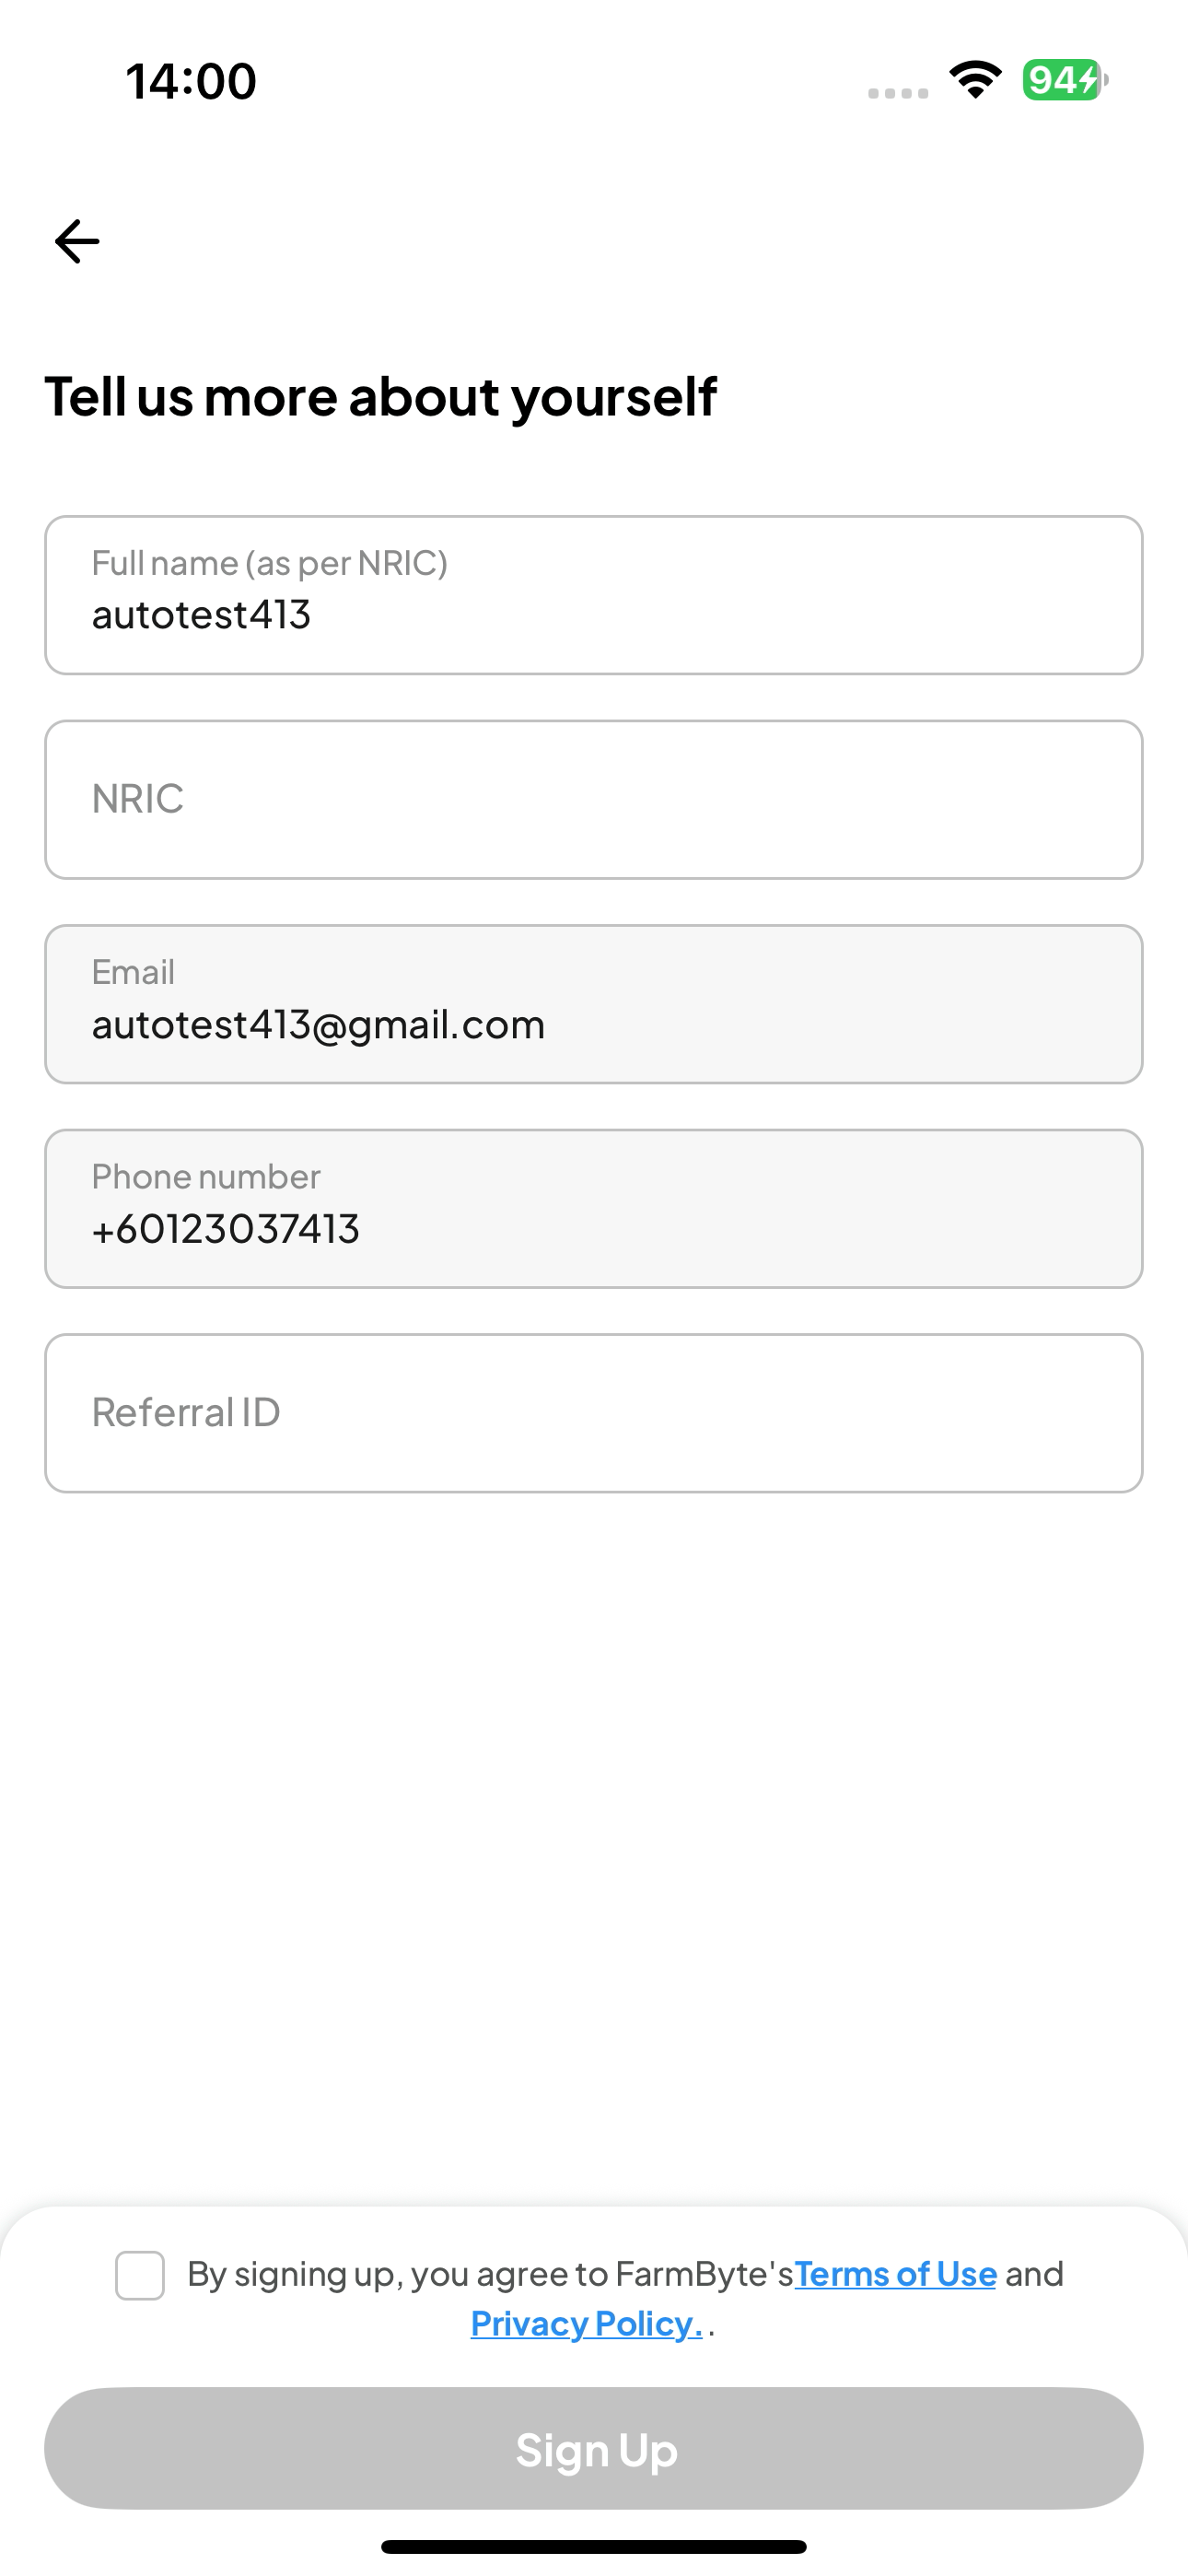 14:00
94
Tell us more about yourself
Full name (as per NRIC)
autotest413
NRIC
Email
autotest413@gmail.com
Phone number
+60123037413
Referral ID
By signing up, you agree to FarmByte'sTerms of Use and
Privacy Policy. .
Sign Up